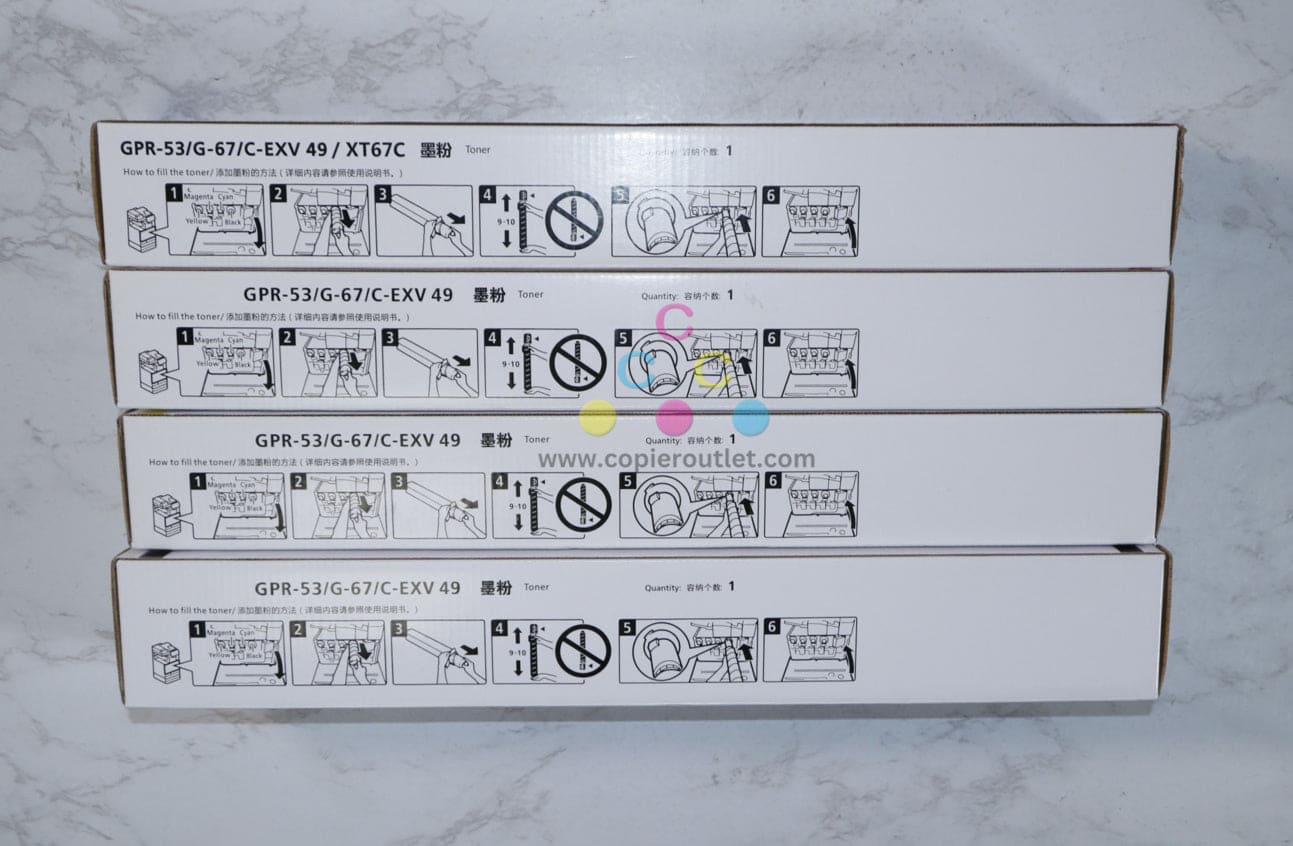 GPR-53/G-67/C-EXV 49 / XT67C 墨粉 Toner 容纳个数: 1
How to fill the toner/ 添加墨粉的方法 ( 详细内容请参照使用说明书。)
1 Magenta Cyan Yellow Black 2 3 4 9-10 5 6
GPR-53/G-67/C-EXV 49 墨粉 Toner Quantity: 容纳个数: 1
How to fill the toner/ 添加墨粉的方法 ( 详细内容请参照使用说明书。)
1 Magenta Cyan Yellow Black 2 3 4 9-10 5 6
C
C C
GPR-53/G-67/C-EXV 49 墨粉 Toner Quantity: 容纳个数: 1
www.copieroutlet.com
How to fill the toner/ 添加墨粉的方法 ( 详细内容请参照使用说明书。)
1 Magenta Cyan Yellow Black 2 3 4 9-10 5 6
GPR-53/G-67/C-EXV 49 墨粉 Toner Quantity: 容纳个数: 1
How to fill the toner/ 添加墨粉的方法 ( 详细内容请参照使用说明书。)
1 Magenta Cyan Yellow Black 2 3 4 9-10 5 6